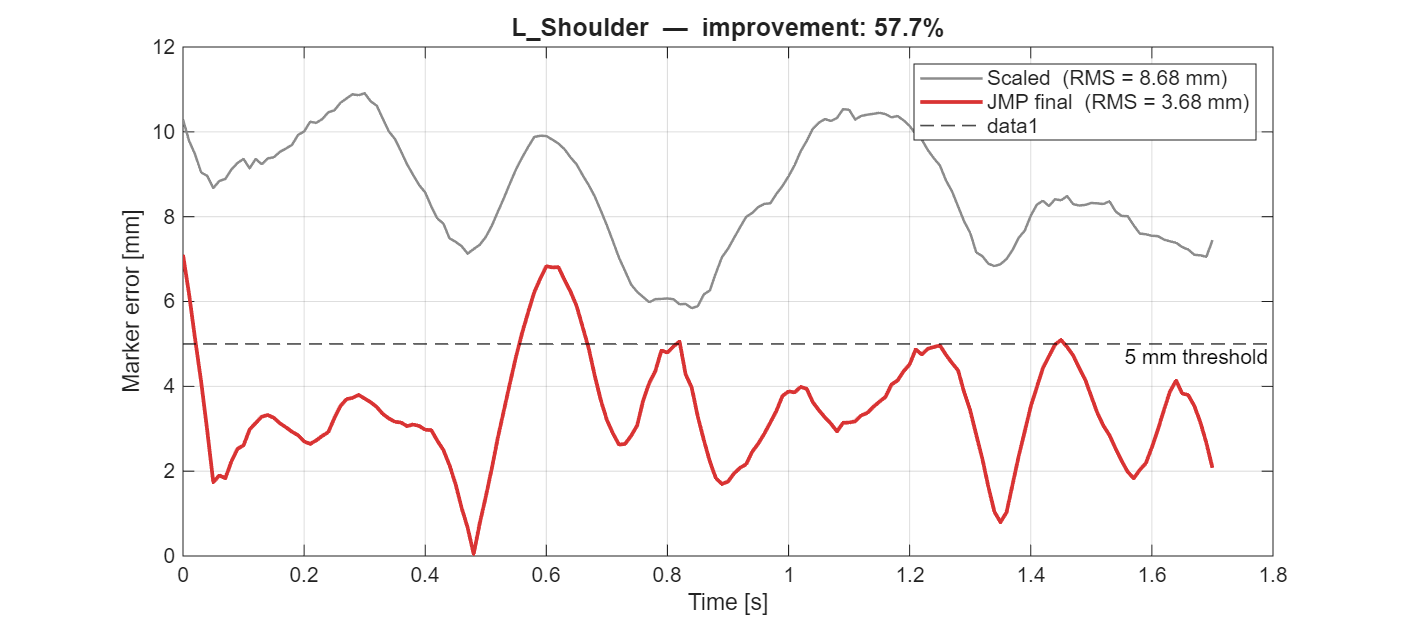 L_Shoulder — improvement: 57.7%
12
10
8
6
4
2
0
Marker error [mm]
Scaled (RMS = 8.68 mm)
JMP final (RMS = 3.68 mm)
data1
5 mm threshold
0 0.2 0.4 0.6 0.8 1 1.2 1.4 1.6 1.8
Time [s]